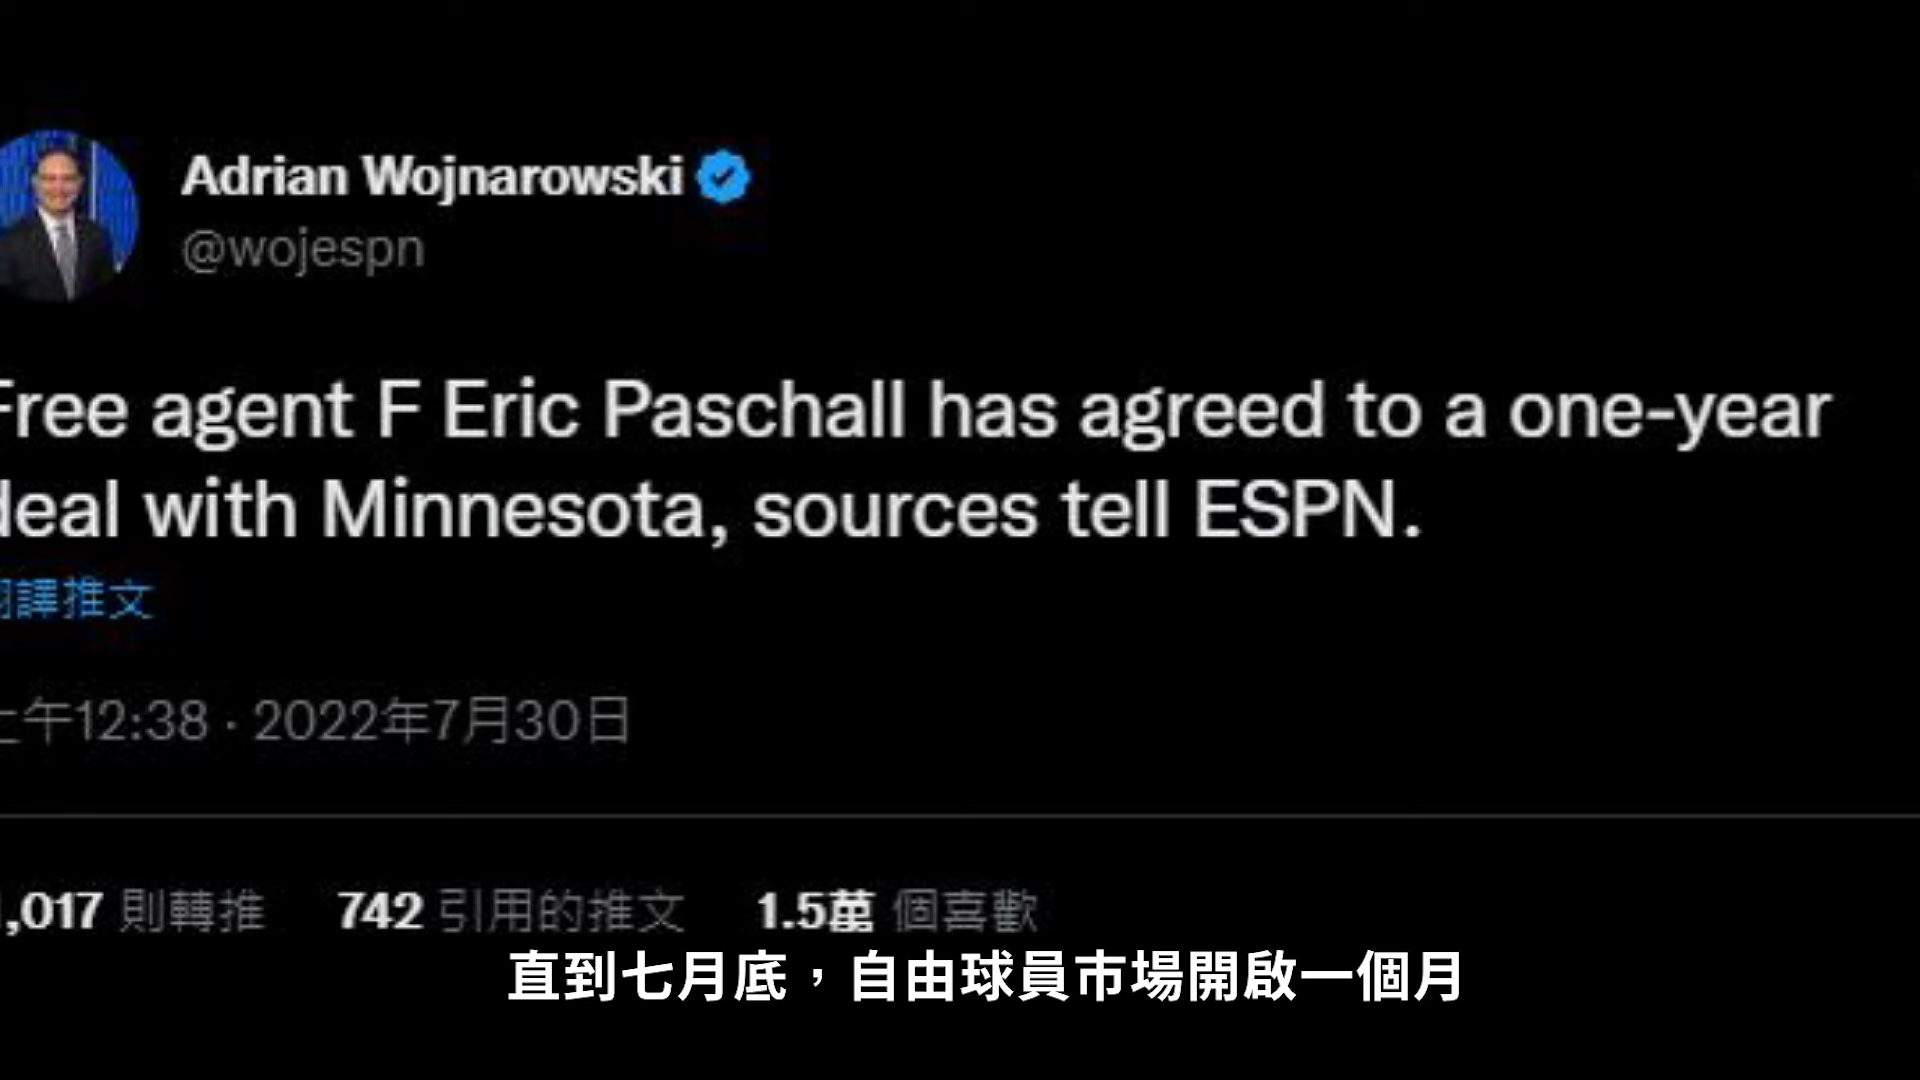 Adrian Wojnarowski
@wojespn
Free agent F Eric Paschall has agreed to a one-year
deal with Minnesota, sources tell ESPN.
翻譯推文
上午12:38 · 2022年7月30日
1,017 則轉推 742 引用的推文 1.5萬 個喜歡
直到七月底，自由球員市場開啟一個月